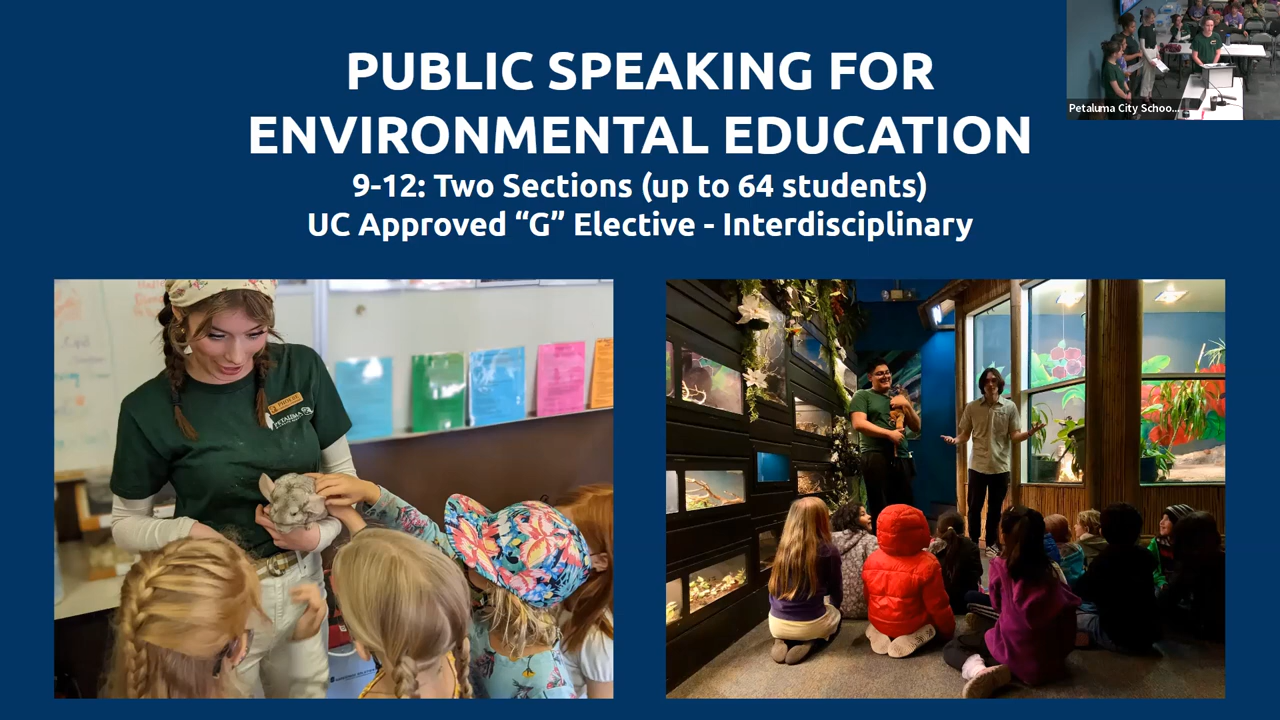 PUBLIC SPEAKING FOR
ENVIRONMENTAL EDUCATION
9-12: Two Sections (up to 64 students)
UC Approved “G” Elective - Interdisciplinary
Petaluma City Schoo...
PETALUMA